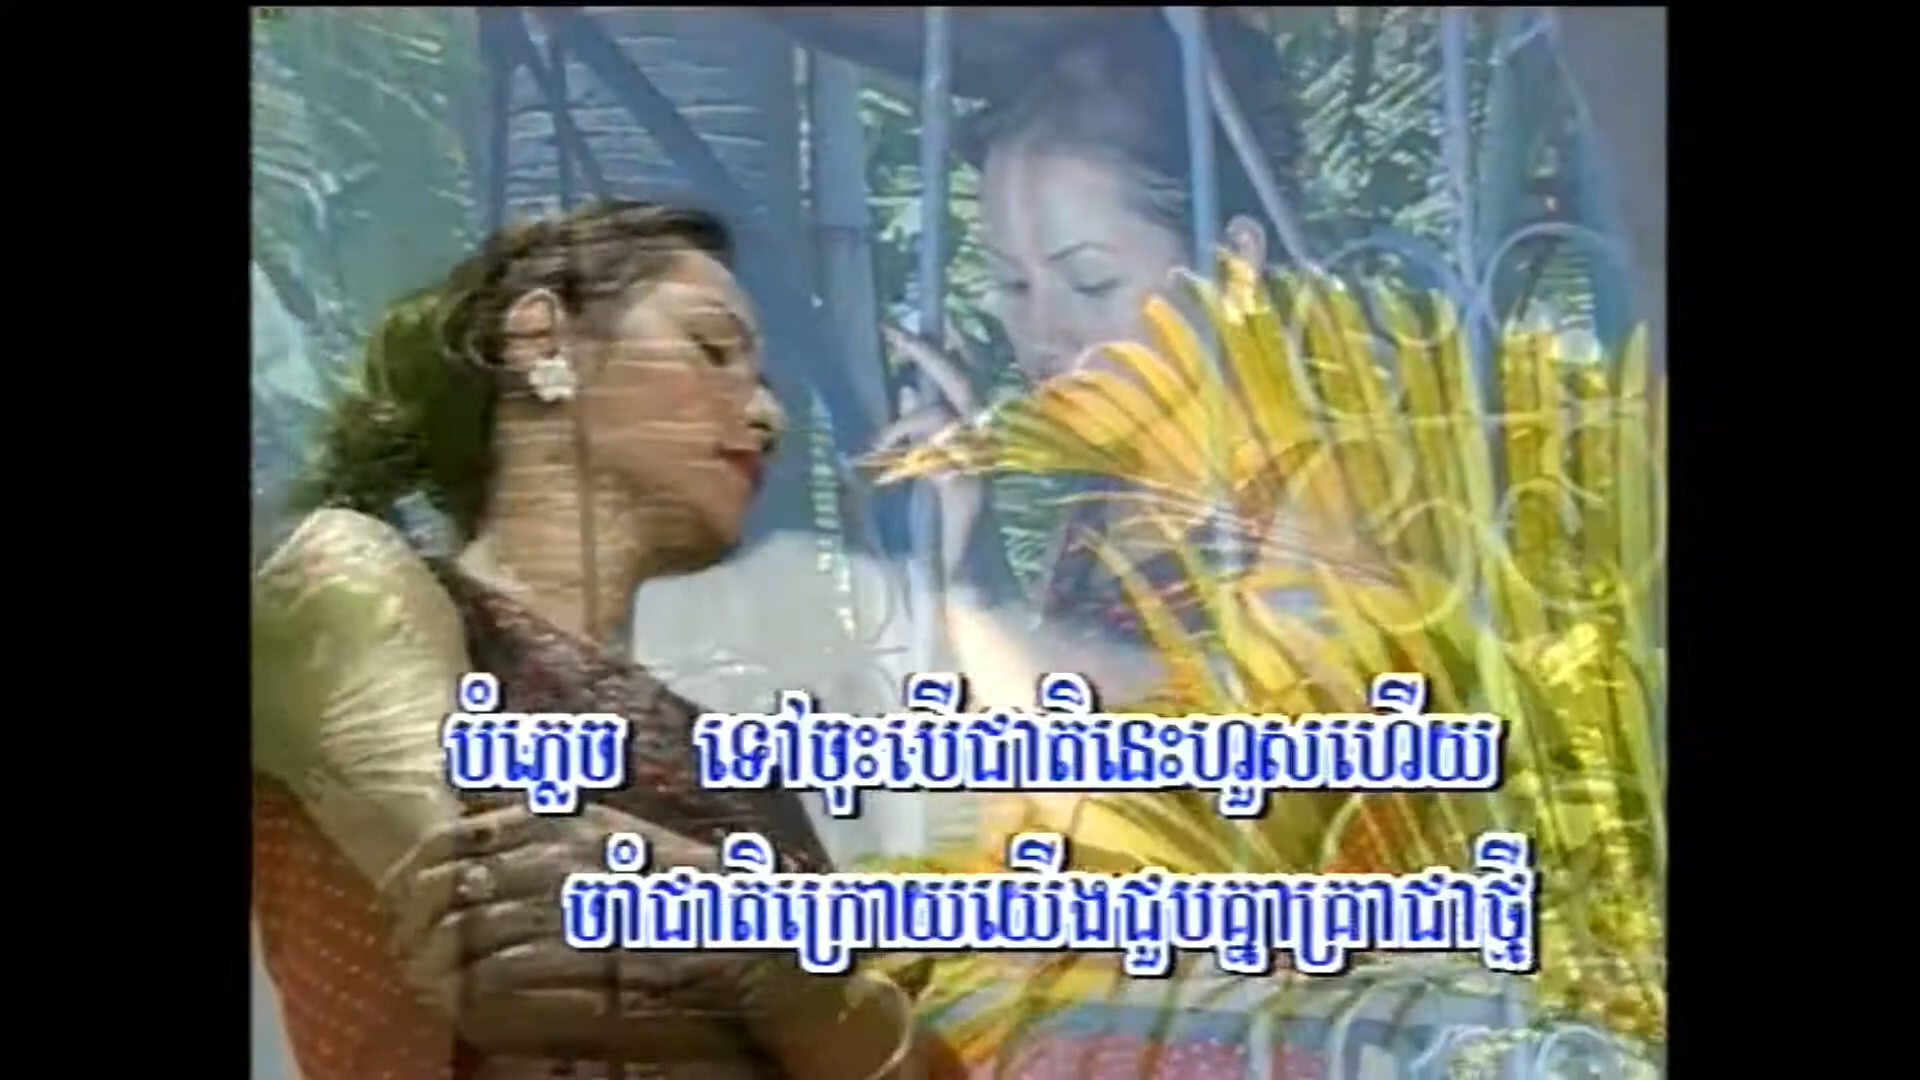 បំភ្លេច ទៅចុះបើជាតិនេះហួសហើយ
ចាំជាតិក្រោយយើងជួបគ្នាគ្រាជាថ្មី